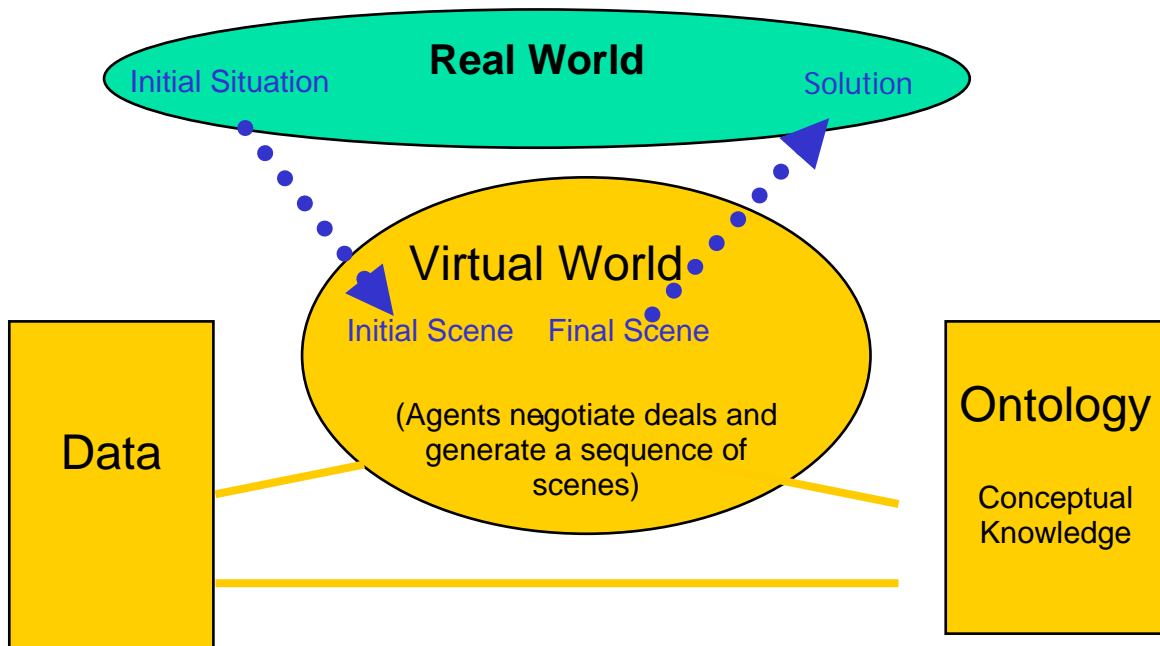 Real World
Initial Situation
Solution
Virtual World
Initial Scene
Final Scene
(Agents negotiate deals and
generate a sequence of
scenes)
Data
Ontology
Conceptual
Knowledge